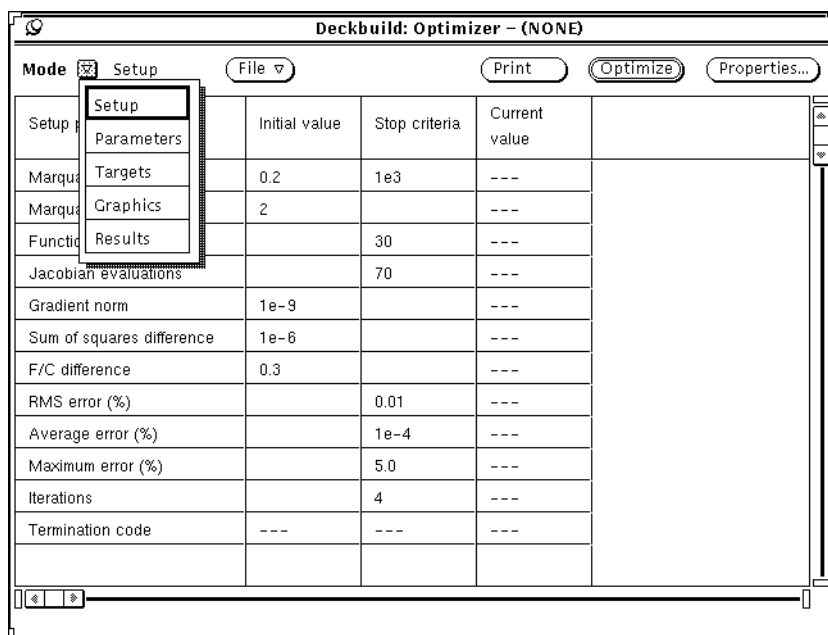 Deckbuild: Optimizer – (NONE)
Mode Setup File Print Optimize Properties...
Setup
Parameters
Targets
Graphics
Results
Setup Initial value Stop criteria Current value
0.2 1e3 ---
2 ---
30 ---
Jacobian evaluations 70 ---
Gradient norm 1e-9 ---
Sum of squares difference 1e-6 ---
F/C difference 0.3 ---
RMS error (%) 0.01 ---
Average error (%) 1e-4 ---
Maximum error (%) 5.0 ---
Iterations 4 ---
Termination code --- --- ---